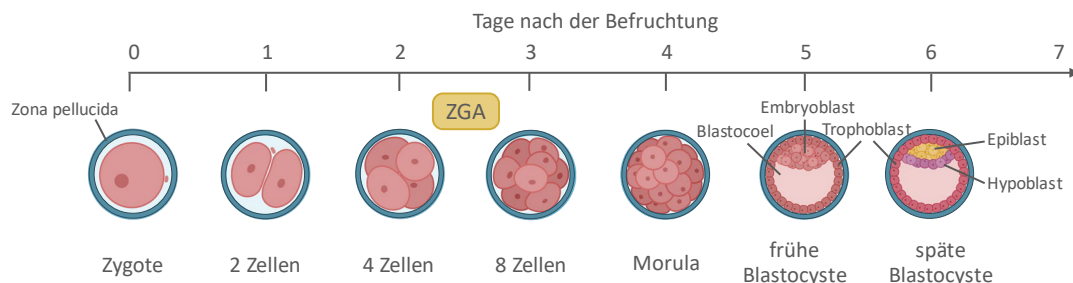 Tage nach der Befruchtung
0 1 2 3 4 5 6 7
ZGA
Zona pellucida
Embryoblast
Blastocoel
Trophoblast
Epiblast
Hypoblast
Zygote
2 Zellen
4 Zellen
8 Zellen
Morula
frühe
Blastocyste
späte
Blastocyste